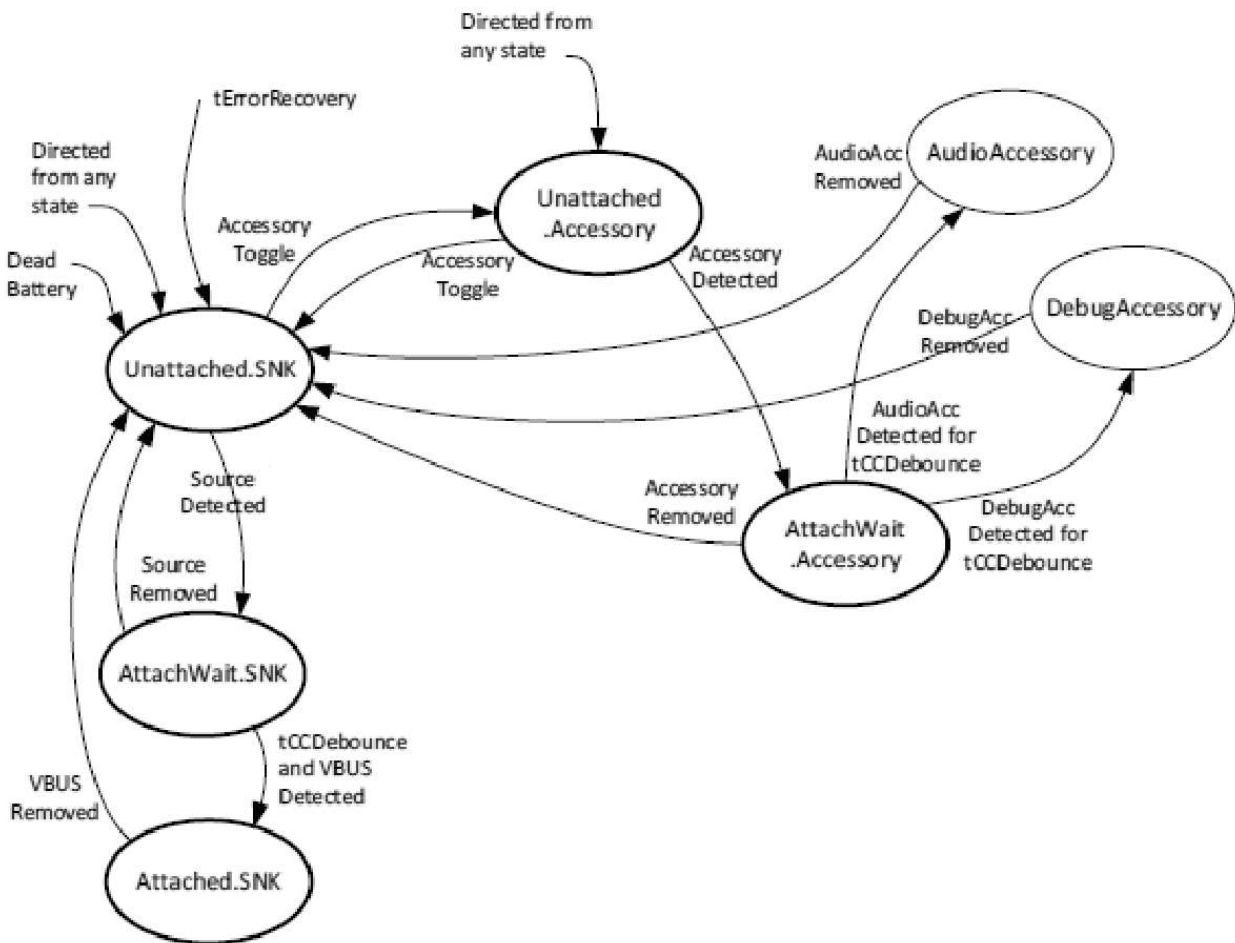 Directed from
any state
tErrorRecovery
Directed
from any
state
Dead
Battery
Accessory
Toggle
Unattached
.Accessory
Accessory
Toggle
Accessory
Detected
AudioAcc
Removed
AudioAccessory
DebugAccessory
DebugAcc
Removed
Unattached.SNK
AudioAcc
Detected for
tCCDebounce
Source
Detected
Accessory
Removed
AttachWait
.Accessory
DebugAcc
Detected for
tCCDebounce
Source
Removed
AttachWait.SNK
tCCDebounce
and VBUS
Detected
VBUS
Removed
Attached.SNK